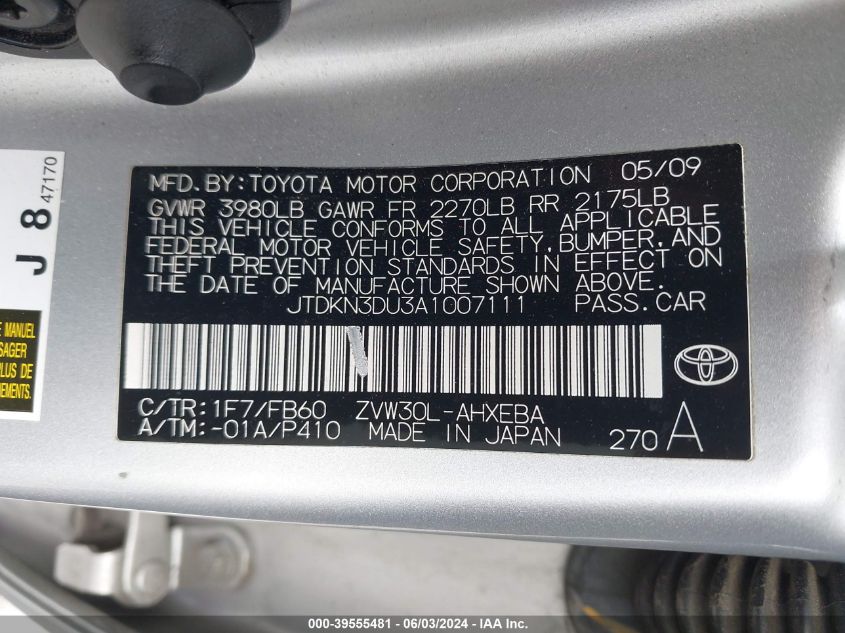 MFD. BY: TOYOTA MOTOR CORPORATION 05/09
GVWR 3980LB GAWR FR 2270LB RR 2175LB
THIS VEHICLE CONFORMS TO ALL APPLICABLE
FEDERAL MOTOR VEHICLE SAFETY, BUMPER, AND
THEFT PREVENTION STANDARDS IN EFFECT ON
THE DATE OF MANUFACTURE SHOWN ABOVE.
JTDKN3DU3A1007111 PASS. CAR
C/TR: 1F7/FB60 ZVW30L-AHXEBA
A/TM: -01A/P410 MADE IN JAPAN 270 A
J 8 47170
MANUEL
PLUS DE
000-39555481 - 06/03/2024 - IAA Inc.